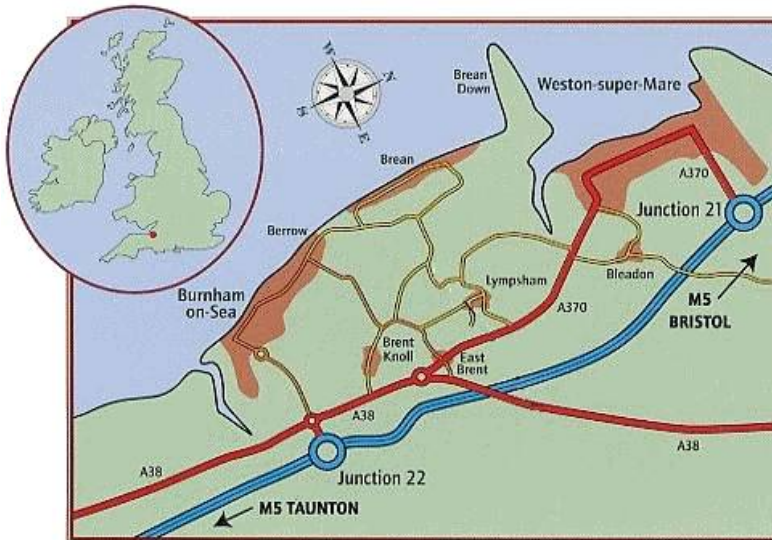 W
N
S
E
Brean
Down
Weston-super-Mare
Brean
A370
Junction 21
Berrow
Bleadon
Lympsham
M5
BRISTOL
Burnham
on-Sea
A370
Brent
Knoll
East
Brent
A38
A38
A38
Junction 22
M5 TAUNTON